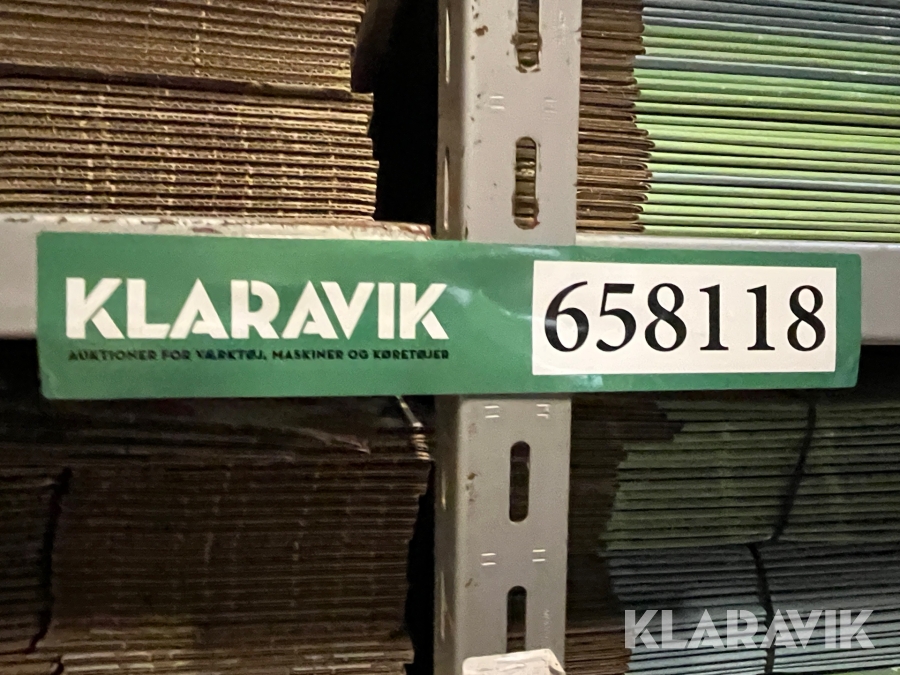 KLARAVIK
AUKTIONER FOR VÆRKTØJ, MASKINER OG KØRETØJER
658118
KLARAVIK